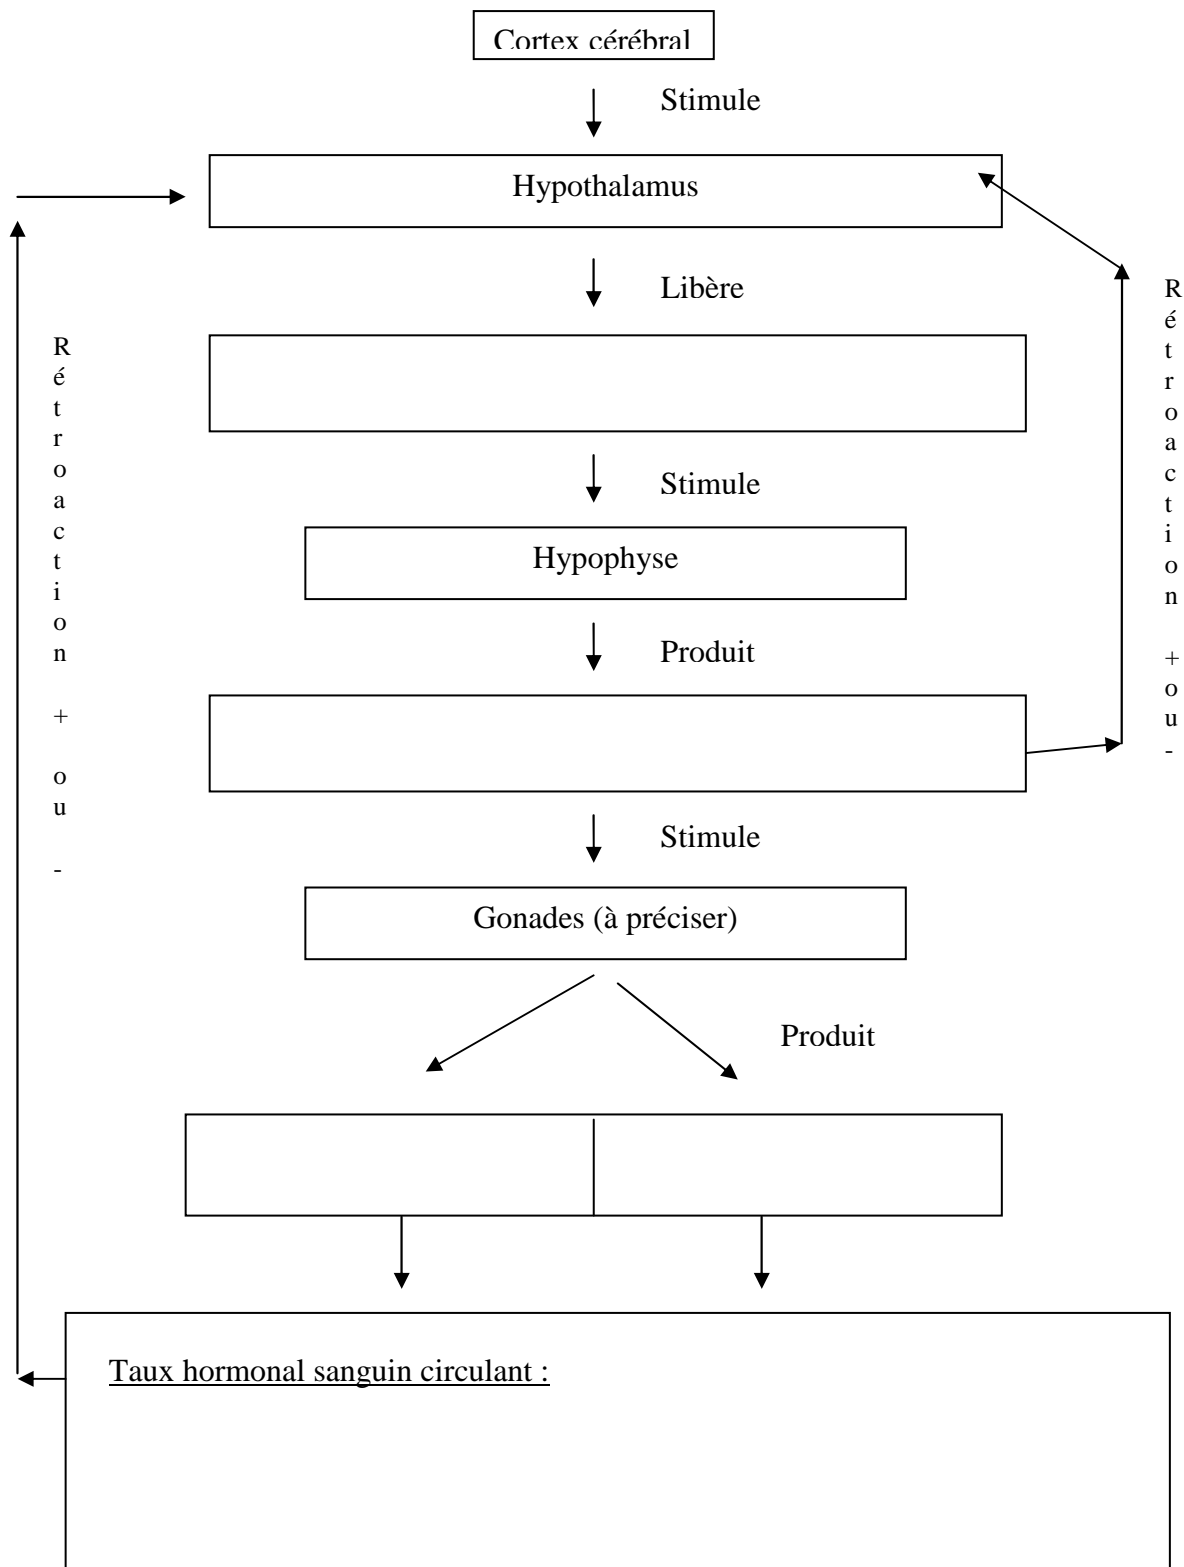 Cortex cérébral
Stimule
Hypothalamus
Libère
Rétroaction + ou -
Rétroaction +ou-
Stimule
Hypophyse
Produit
Stimule
Gonades (à préciser)
Produit
Taux hormonal sanguin circulant :